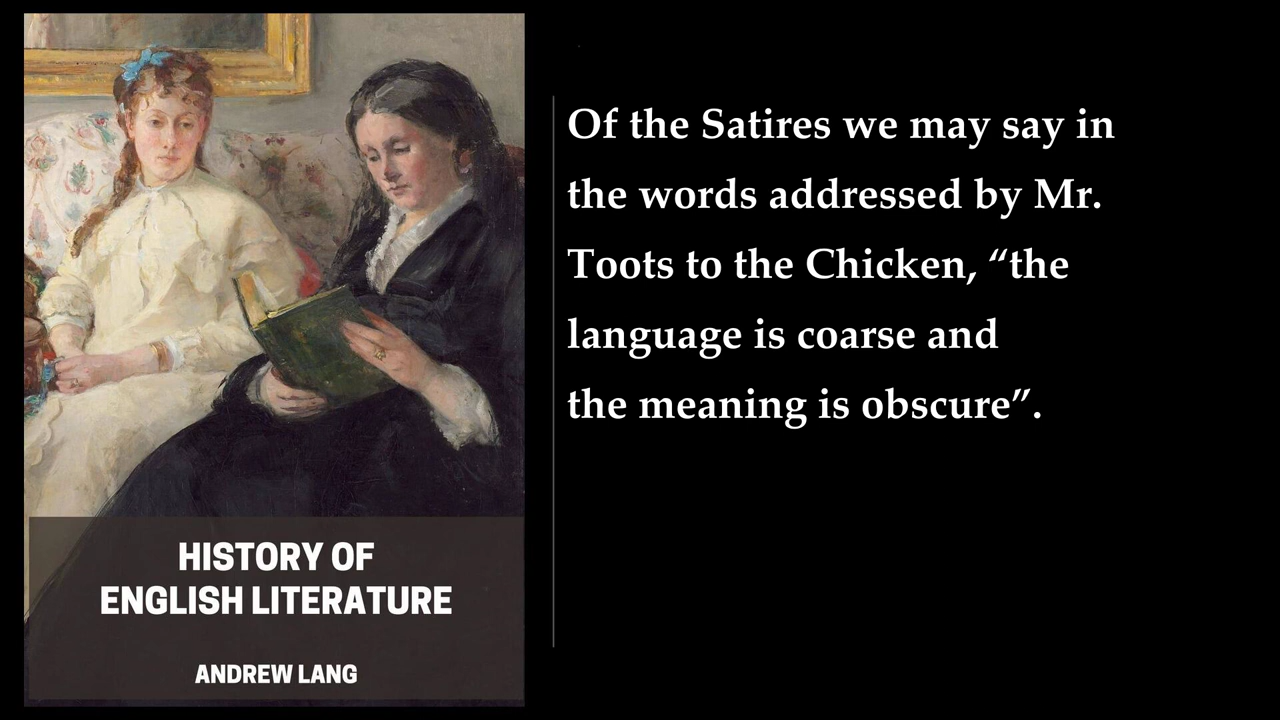 HISTORY OF
ENGLISH LITERATURE
ANDREW LANG
Of the Satires we may say in
the words addressed by Mr.
Toots to the Chicken, “the
language is coarse and
the meaning is obscure”.